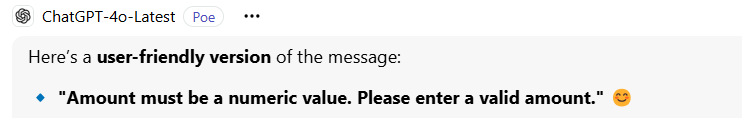 ChatGPT-4o-Latest Poe •••
Here's a user-friendly version of the message:
🔹 "Amount must be a numeric value. Please enter a valid amount." 😊